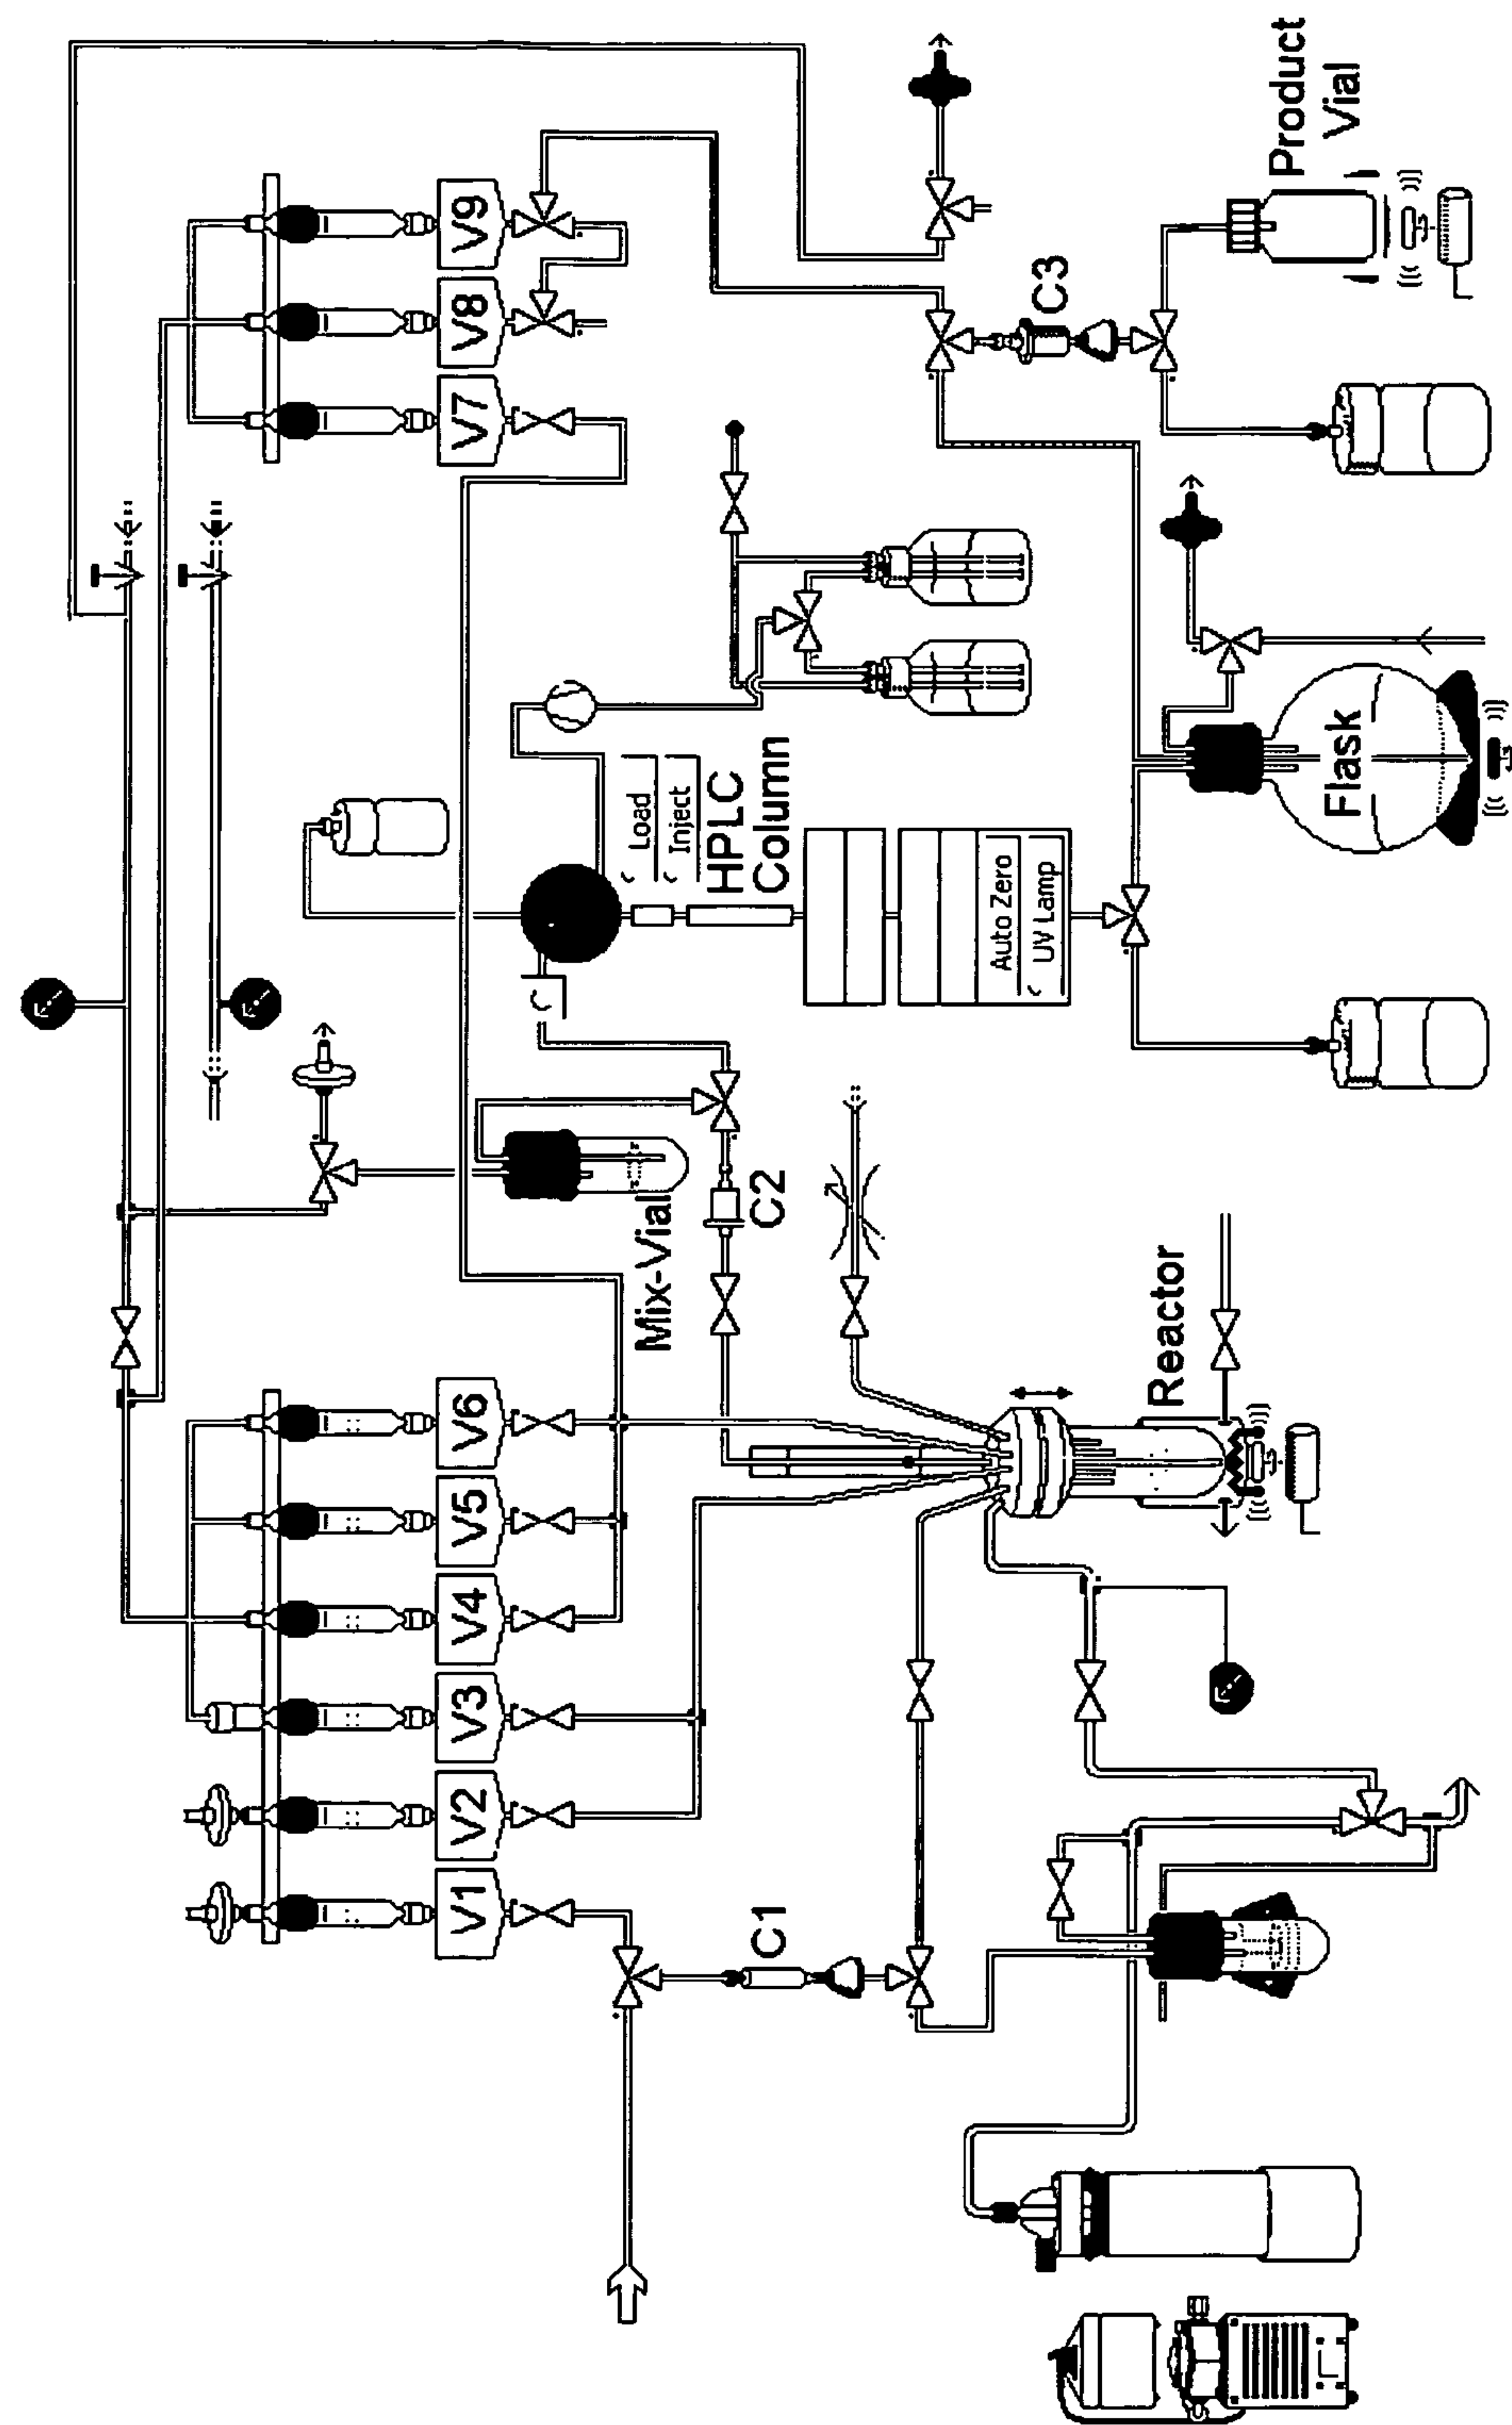 V1
V2
V3
V4
V5
V6
V7
V8
V9
C1
Mix-Vial
C2
Load
Inject
HPLC
Column
Auto Zero
UV Lamp
Reactor
C3
Flask
Product
Vial